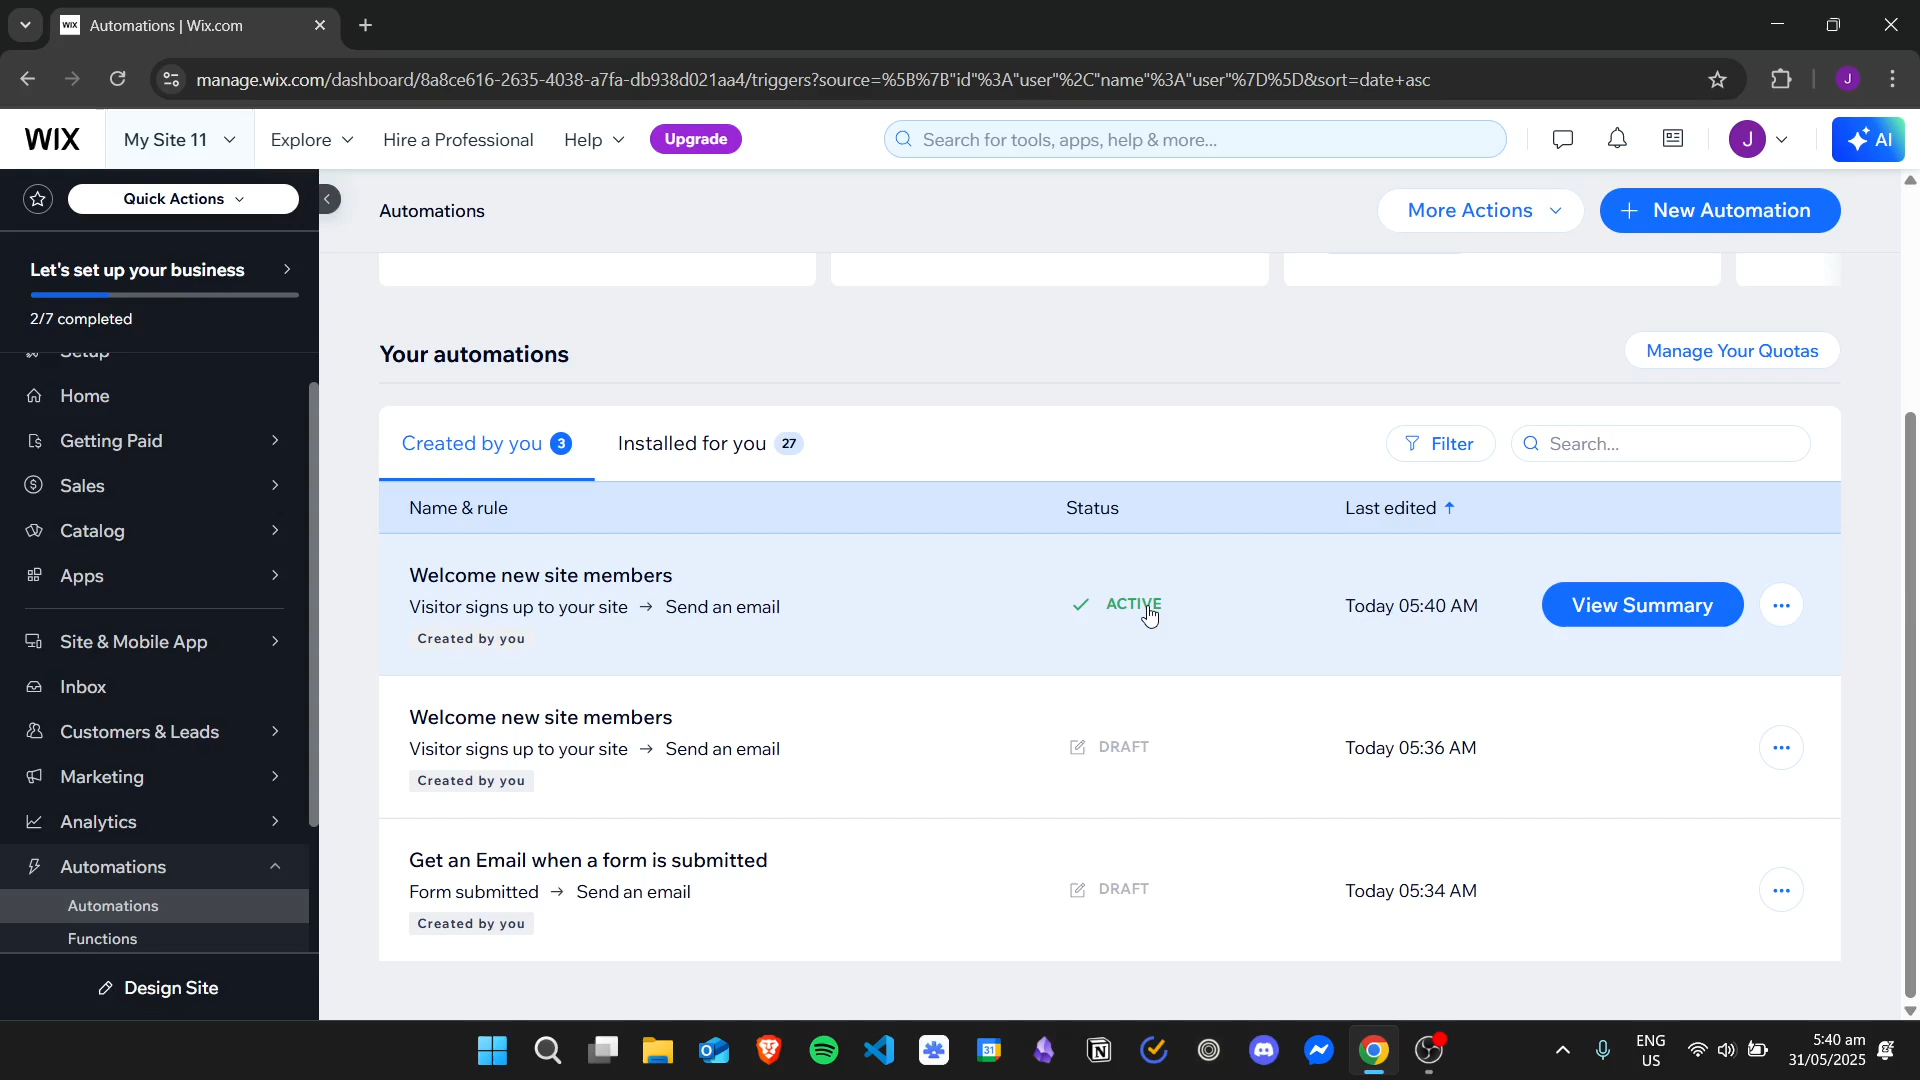 WIX Automations | Wix.com
manage.wix.com/dashboard/8a8ce616-2635-4038-a7fa-db938d021aa4/triggers?source=%5B%7B"id"%3A"user"%2C"name"%3A"user"%7D%5D&sort=date+asc
J
WIX
My Site 11
Explore
Hire a Professional
Help
Upgrade
Search for tools, apps, help & more...
J
AI
Quick Actions
Automations
More Actions
+ New Automation
Let's set up your business
2/7 completed
Setup
Home
Getting Paid
Sales
Catalog
Apps
Site & Mobile App
Inbox
Customers & Leads
Marketing
Analytics
Automations
Automations
Functions
Design Site
Your automations
Manage Your Quotas
Created by you 3
Installed for you 27
Filter
Search...
Name & rule
Status
Last edited ↑
Welcome new site members
Visitor signs up to your site → Send an email
Created by you
ACTIVE
Today 05:40 AM
View Summary
Welcome new site members
Visitor signs up to your site → Send an email
Created by you
DRAFT
Today 05:36 AM
Get an Email when a form is submitted
Form submitted → Send an email
Created by you
DRAFT
Today 05:34 AM
31
ENG
US
5:40 am
31/05/2025